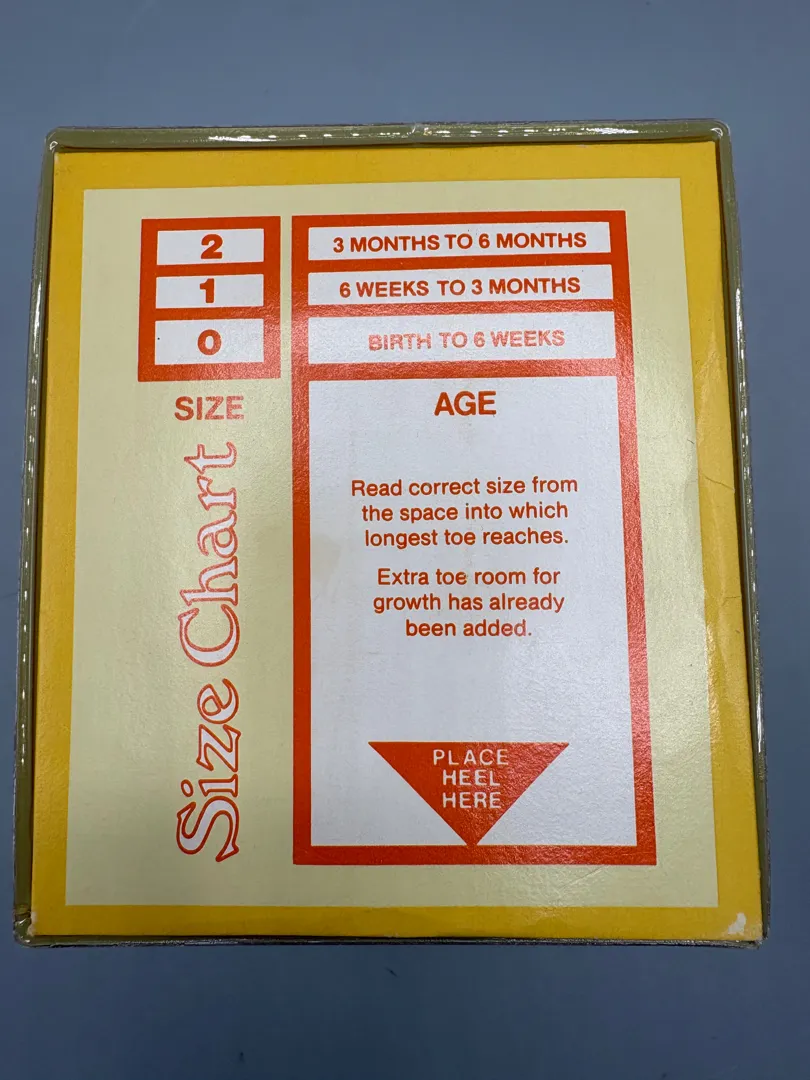 2
3 MONTHS TO 6 MONTHS
1
6 WEEKS TO 3 MONTHS
0
BIRTH TO 6 WEEKS
SIZE
AGE
Size Chart
Read correct size from
the space into which
longest toe reaches.
Extra toe room for
growth has already
been added.
PLACE
HEEL
HERE